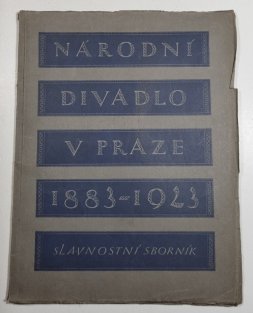 NÁRODNÍ
DIVADLO
V PRAZE
1883-1923
SLAVNOSTNÍ SBORNÍK